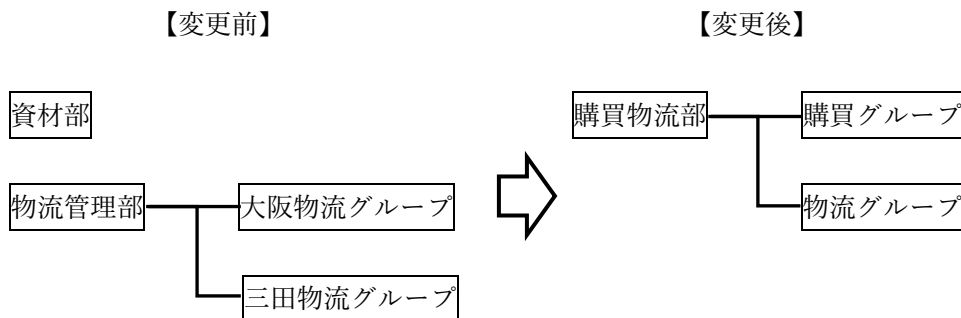 【変更前】
【変更後】
資材部
購買物流部
購買グループ
物流管理部
大阪物流グループ
物流グループ
三田物流グループ